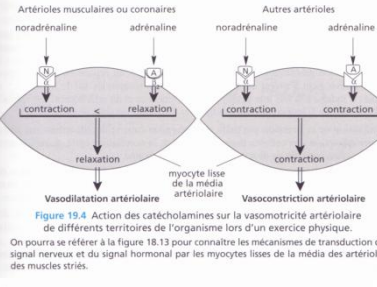 Artérioles musculaires ou coronaires
Autres artérioles
noradrénaline adrénaline noradrénaline adrénaline
N A N A
α α α
contraction < relaxation contraction contraction
relaxation contraction
myocyte lisse
de la média
artériolaire
Vasodilatation artériolaire Vasoconstriction artériolaire
Figure 19.4 Action des catécholamines sur la vasomotricité artériolaire
de différents territoires de l'organisme lors d'un exercice physique.
On pourra se référer à la figure 18.13 pour connaître les mécanismes de transduction
signal nerveux et du signal hormonal par les myocytes lisses de la média des
des muscles striés.